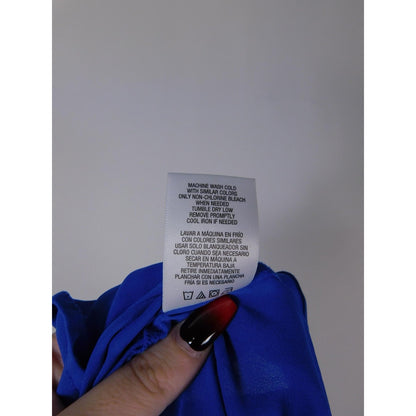 MACHINE WASH COLD
WITH SIMILAR COLORS
ONLY NON-CHLORINE BLEACH
WHEN NEEDED
TUMBLE DRY LOW
REMOVE PROMPTLY
COOL IRON IF NEEDED
LAVAR A MÁQUINA EN FRÍO
CON COLORES SIMILARES
USAR SOLO BLANQUEADOR SIN
CLORO CUANDO SEA NECESARIO
SECAR EN MÁQUINA A
TEMPERATURA BAJA
RETIRE INMEDIATAMENTE
PLANCHAR CON PLANCHA
FRÍA SI ES NECESARIO